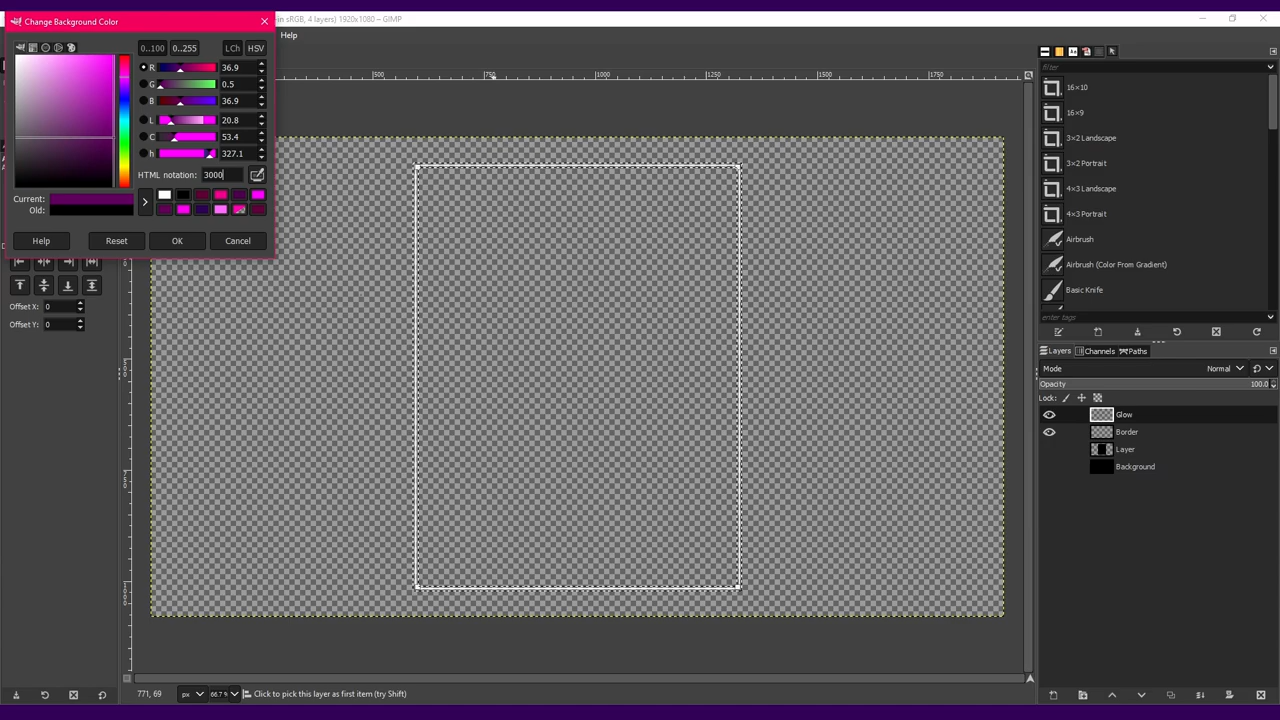 Change Background Color
in sRGB, 4 layers) 1920x1080 – GIMP
Help
0..100 0..255 LCh HSV
R 36.9
G 0.5
B 36.9
L 20.8
C 53.4
h 327.1
HTML notation: 3000
Current:
Old:
Help Reset OK Cancel
Offset X: 0
Offset Y: 0
500 750 1000 1250 1500 1750
500
750
1000
filter
16×10
16×9
3×2 Landscape
3×2 Portrait
4×3 Landscape
4×3 Portrait
Airbrush
Airbrush (Color From Gradient)
Basic Knife
enter tags
Layers Channels Paths
Mode Normal
Opacity 100.0
Lock:
Glow
Border
Layer
Background
771, 69 px 66.7 % Click to pick this layer as first item (try Shift)